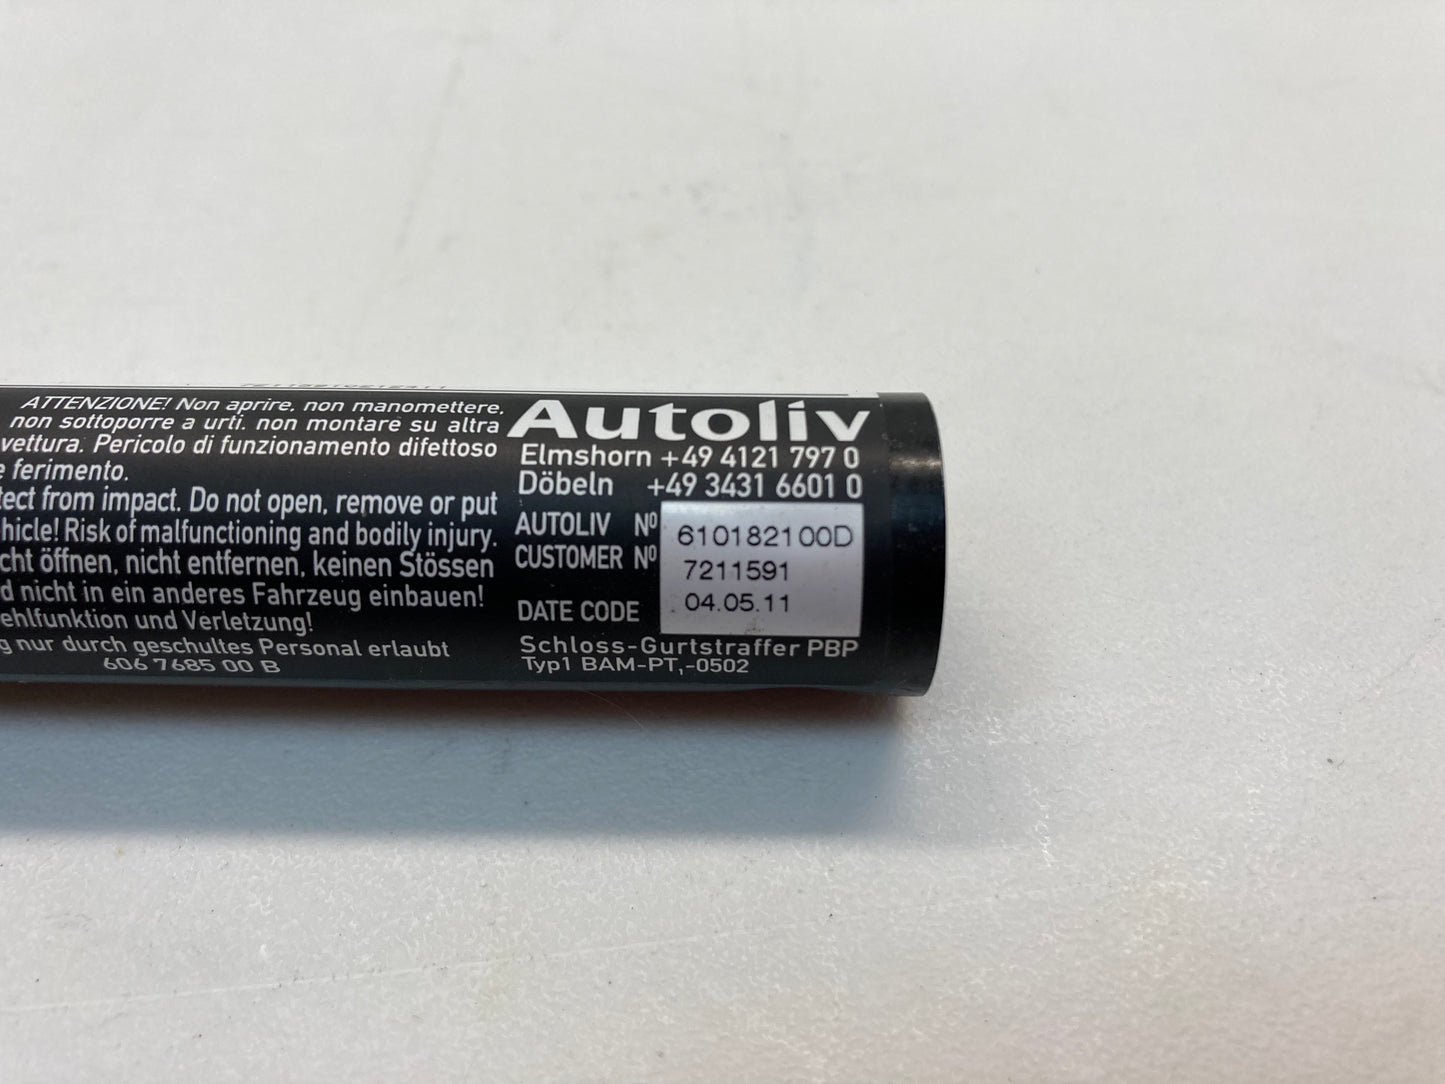 ATTENZIONE! Non aprire, non manomettere,
non sottoporre a urti. non montare su altra
vettura. Pericolo di funzionamento difettoso
e ferimento.
tect from impact. Do not open, remove or put
hicle! Risk of malfunctioning and bodily injury.
cht öffnen, nicht entfernen, keinen Stössen
d nicht in ein anderes Fahrzeug einbauen!
ehlfunktion und Verletzung!
g nur durch geschultes Personal erlaubt
606 7685 00 B
Autoliv
Elmshorn +49 4121 797 0
Döbeln +49 3431 6601 0
AUTOLIV Nº 610182100D
CUSTOMER Nº 7211591
DATE CODE 04.05.11
Schloss-Gurtstraffer PBP
Typ1 BAM-PT,-0502